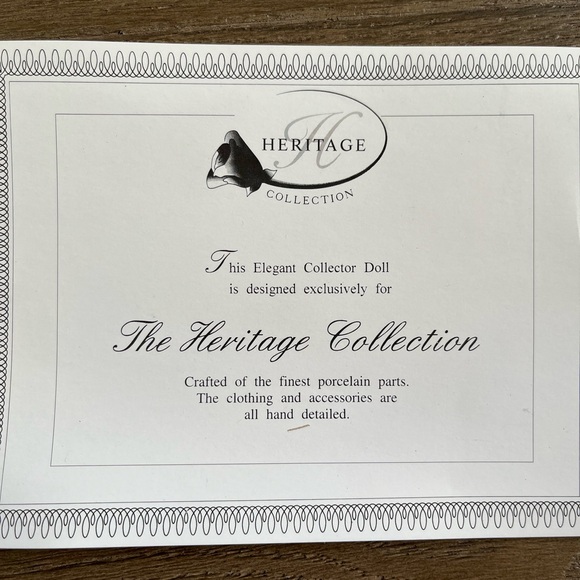 H
HERITAGE
COLLECTION
This Elegant Collector Doll
is designed exclusively for
The Heritage Collection
Crafted of the finest porcelain parts.
The clothing and accessories are
all hand detailed.